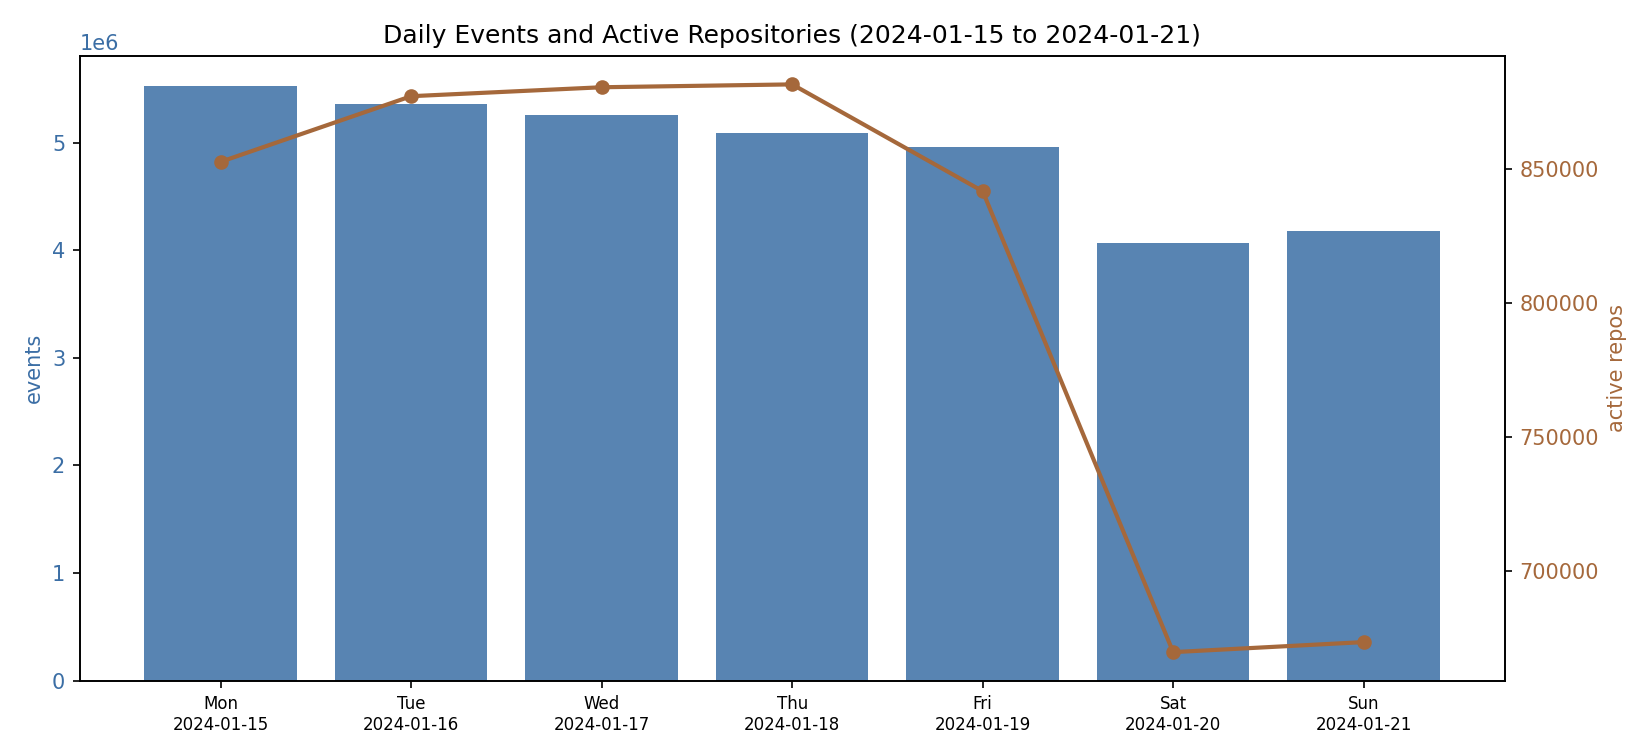 Daily Events and Active Repositories (2024-01-15 to 2024-01-21)
1e6
5
4
3
2
1
0
events
850000
800000
750000
700000
active repos
Mon
2024-01-15
Tue
2024-01-16
Wed
2024-01-17
Thu
2024-01-18
Fri
2024-01-19
Sat
2024-01-20
Sun
2024-01-21